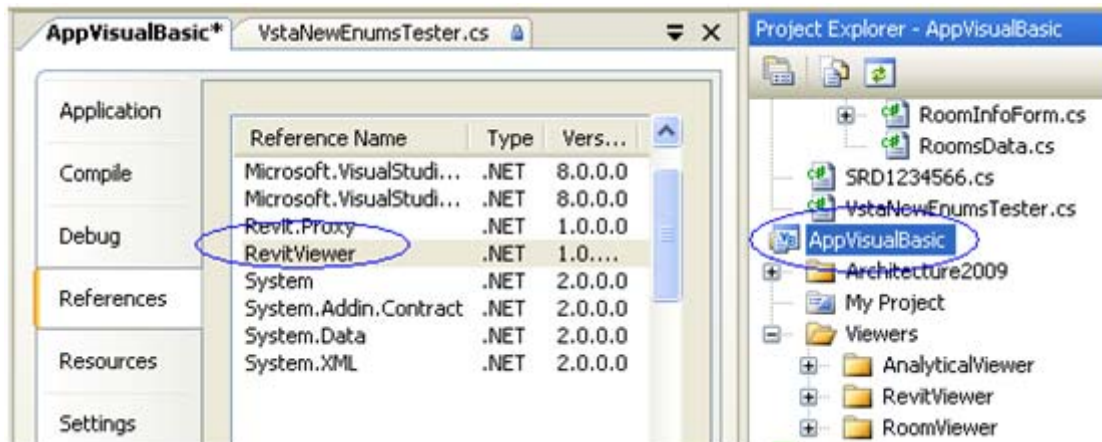 AppVisualBasic* VstaNewEnumsTester.cs
Application
Compile
Debug
References
Resources
Settings
Reference Name Type Vers...
Microsoft.VisualStudi... .NET 8.0.0.0
Microsoft.VisualStudi... .NET 8.0.0.0
Revit.Proxy .NET 1.0.0.0
RevitViewer .NET 1.0....
System .NET 2.0.0.0
System.Addin.Contract .NET 2.0.0.0
System.Data .NET 2.0.0.0
System.XML .NET 2.0.0.0
Project Explorer - AppVisualBasic
RoomInfoForm.cs
RoomsData.cs
SRD1234566.cs
VstaNewEnumsTester.cs
AppVisualBasic
Architecture2009
My Project
Viewers
AnalyticalViewer
RevitViewer
RoomViewer